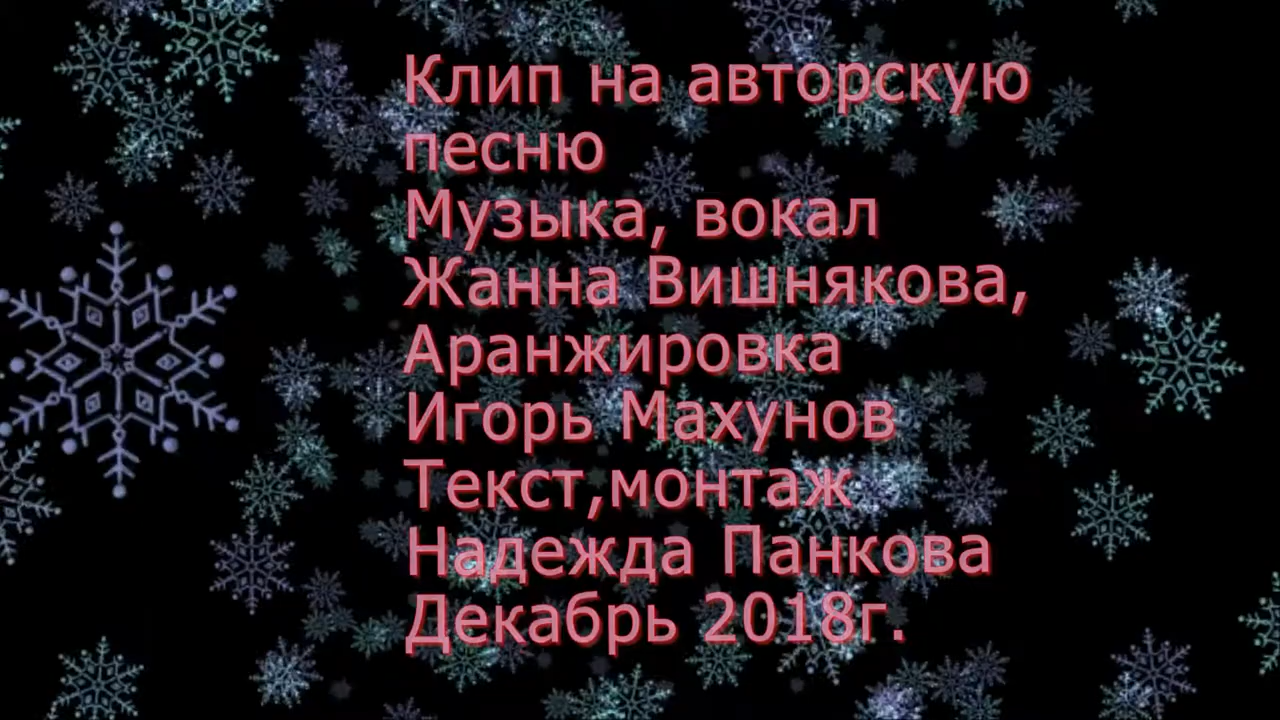 Клип на авторскую
песню
Музыка, вокал
Жанна Вишнякова,
Аранжировка
Игорь Махунов
Текст,монтаж
Надежда Панкова
Декабрь 2018г.